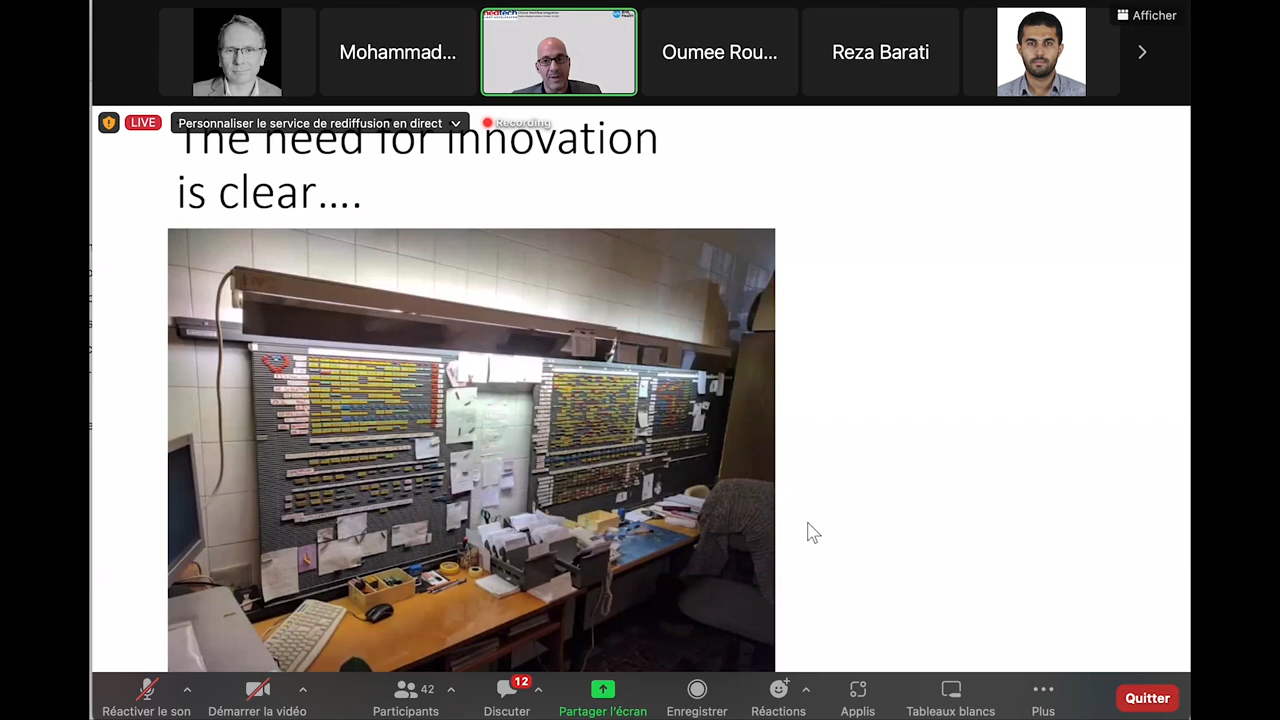 Afficher
Mohammad...
Oumee Rou...
Reza Barati
LIVE
Personnaliser le service de rediffusion en direct
Recording
The need for innovation
is clear....
42
12
Réactiver le son
Démarrer la vidéo
Participants
Discuter
Partager l'écran
Enregistrer
Réactions
Applis
Tableaux blancs
Plus
Quitter